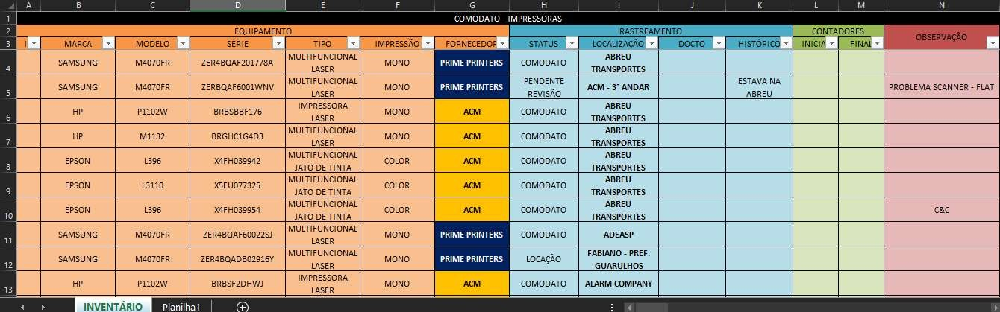 A B C D E F G H I J K L M N
1 COMODATO - IMPRESSORAS
2 EQUIPAMENTO RASTREAMENTO CONTADORES OBSERVAÇÃO
3 I MARCA MODELO SÉRIE TIPO IMPRESSÃO FORNECEDOR STATUS LOCALIZAÇÃO DOCTO HISTÓRICO INICIA FINAL
4 SAMSUNG M4070FR ZER4BQAF201778A MULTIFUNCIONAL LASER MONO PRIME PRINTERS COMODATO ABREU TRANSPORTES
5 SAMSUNG M4070FR ZERBQAF6001WNV MULTIFUNCIONAL LASER MONO PRIME PRINTERS PENDENTE REVISÃO ACM - 3° ANDAR ESTAVA NA ABREU PROBLEMA SCANNER - FLAT
6 HP P1102W BRBSBBF176 IMPRESSORA LASER MONO ACM COMODATO ABREU TRANSPORTES
7 HP M1132 BRGHC1G4D3 MULTIFUNCIONAL LASER MONO ACM COMODATO ABREU TRANSPORTES
8 EPSON L396 X4FH039942 MULTIFUNCIONAL JATO DE TINTA COLOR ACM COMODATO ABREU TRANSPORTES
9 EPSON L3110 X5EU077325 MULTIFUNCIONAL JATO DE TINTA COLOR ACM COMODATO ABREU TRANSPORTES
10 EPSON L396 X4FH039954 MULTIFUNCIONAL JATO DE TINTA COLOR ACM COMODATO ABREU TRANSPORTES C&C
11 SAMSUNG M4070FR ZER4BQAF60022SJ MULTIFUNCIONAL LASER MONO PRIME PRINTERS COMODATO ADEASP
12 SAMSUNG M4070FR ZER4BQADB02916Y MULTIFUNCIONAL LASER MONO PRIME PRINTERS LOCAÇÃO FABIANO - PREF. GUARULHOS
13 HP P1102W BRBSF2DHWJ IMPRESSORA LASER MONO ACM COMODATO ALARM COMPANY
INVENTÁRIO Planilha1